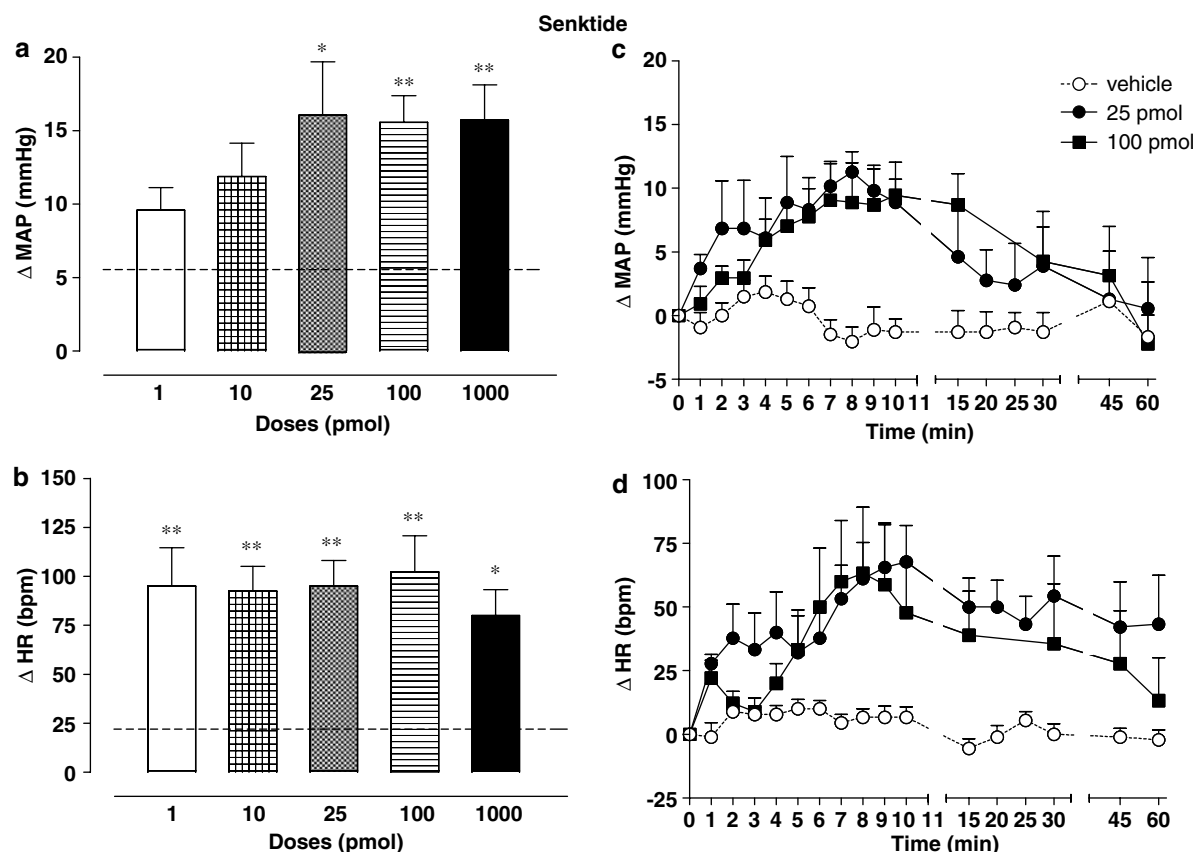 Senktide
a
Δ MAP (mmHg)
20
15
10
5
0
*
**
**
1 10 25 100 1000
Doses (pmol)
c
Δ MAP (mmHg)
20
15
10
5
0
-5
vehicle
25 pmol
100 pmol
0 1 2 3 4 5 6 7 8 9 10 11 15 20 25 30 45 60
Time (min)
b
Δ HR (bpm)
150
125
100
75
50
25
0
**
**
**
**
*
1 10 25 100 1000
Doses (pmol)
d
Δ HR (bpm)
100
75
50
25
0
-25
0 1 2 3 4 5 6 7 8 9 10 11 15 20 25 30 45 60
Time (min)